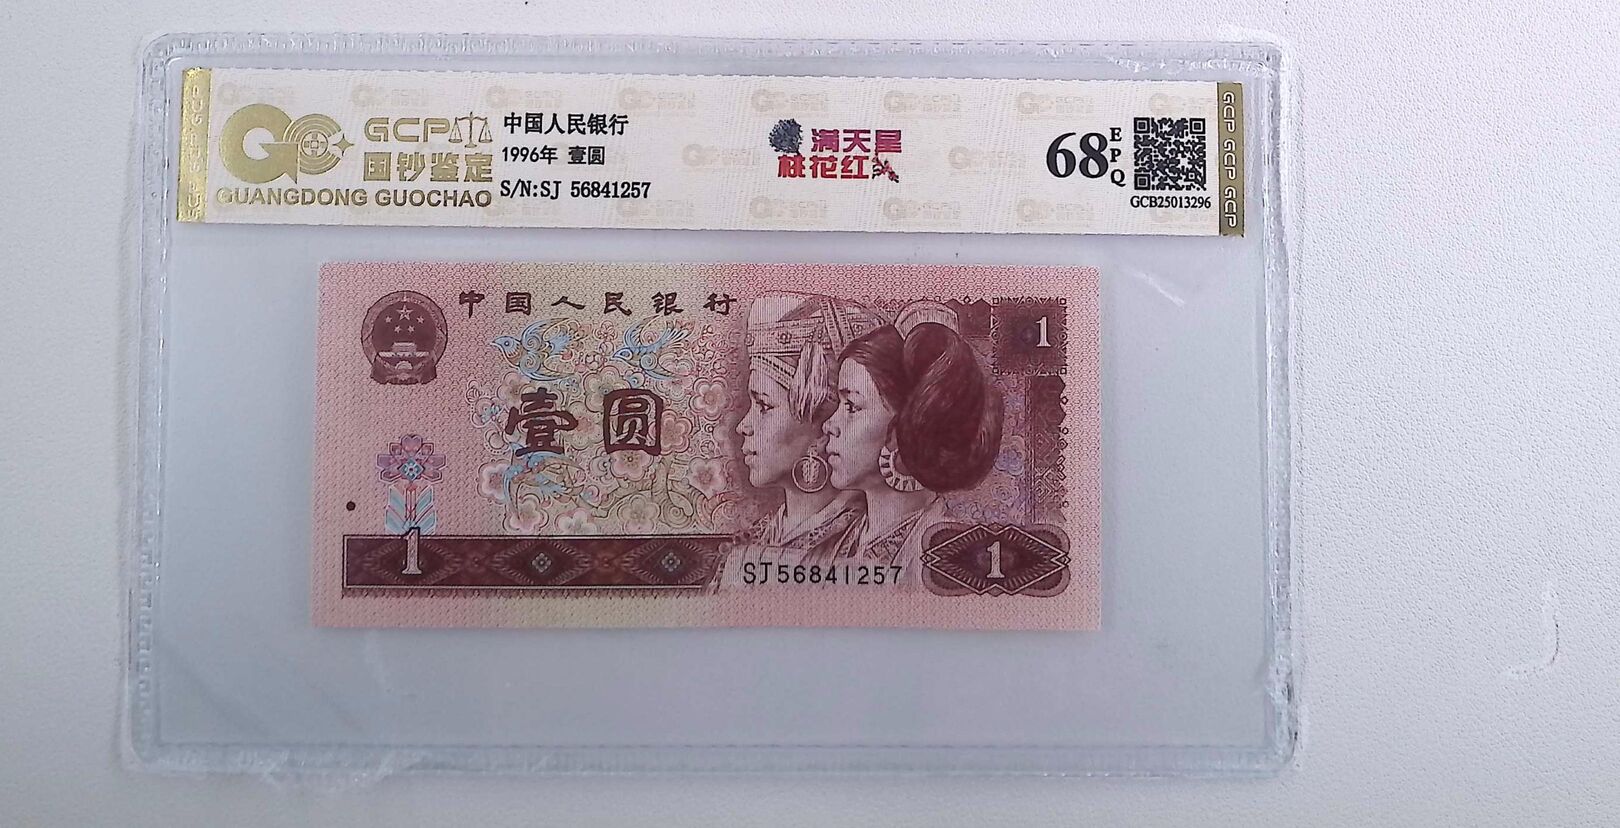 GCP
国钞鉴定
GUANGDONG GUOCHAO
中国人民银行
1996年 壹圆
S/N:SJ 56841257
满天星
桃花红
68
EPQ
GCB25013296
GCP GCP GCP
中国人民银行
1
壹圆
1
SJ56841257
1